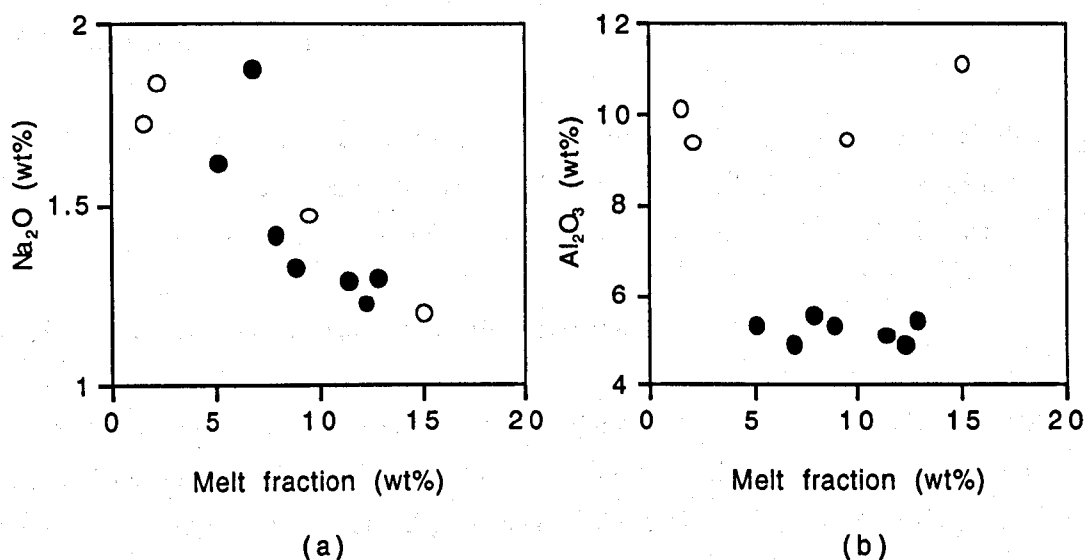 2
1.5
1
Na₂O (wt%)
0 5 10 15 20
Melt fraction (wt%)
(a)
12
10
8
6
4
Al₂O₃ (wt%)
0 5 10 15 20
Melt fraction (wt%)
(b)